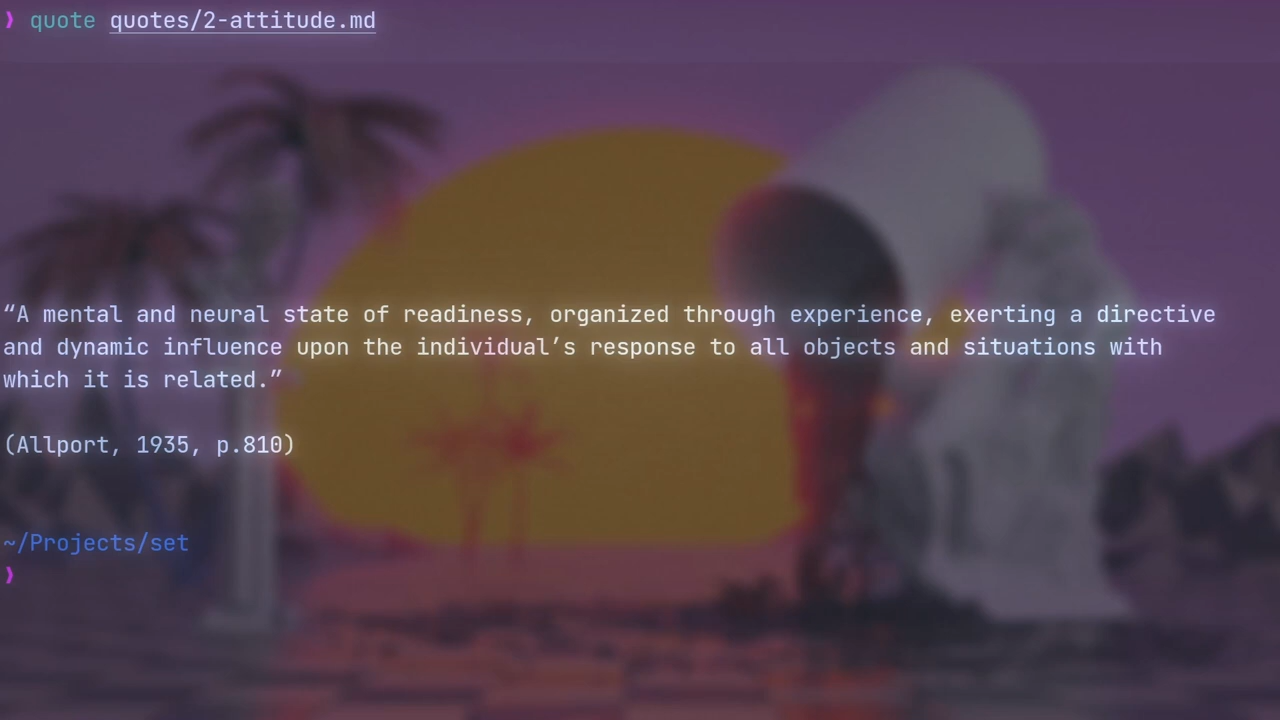 ❱ quote quotes/2-attitude.md
“A mental and neural state of readiness, organized through experience, exerting a directive
and dynamic influence upon the individual’s response to all objects and situations with
which it is related.”
(Allport, 1935, p.810)
~/Projects/set
❱